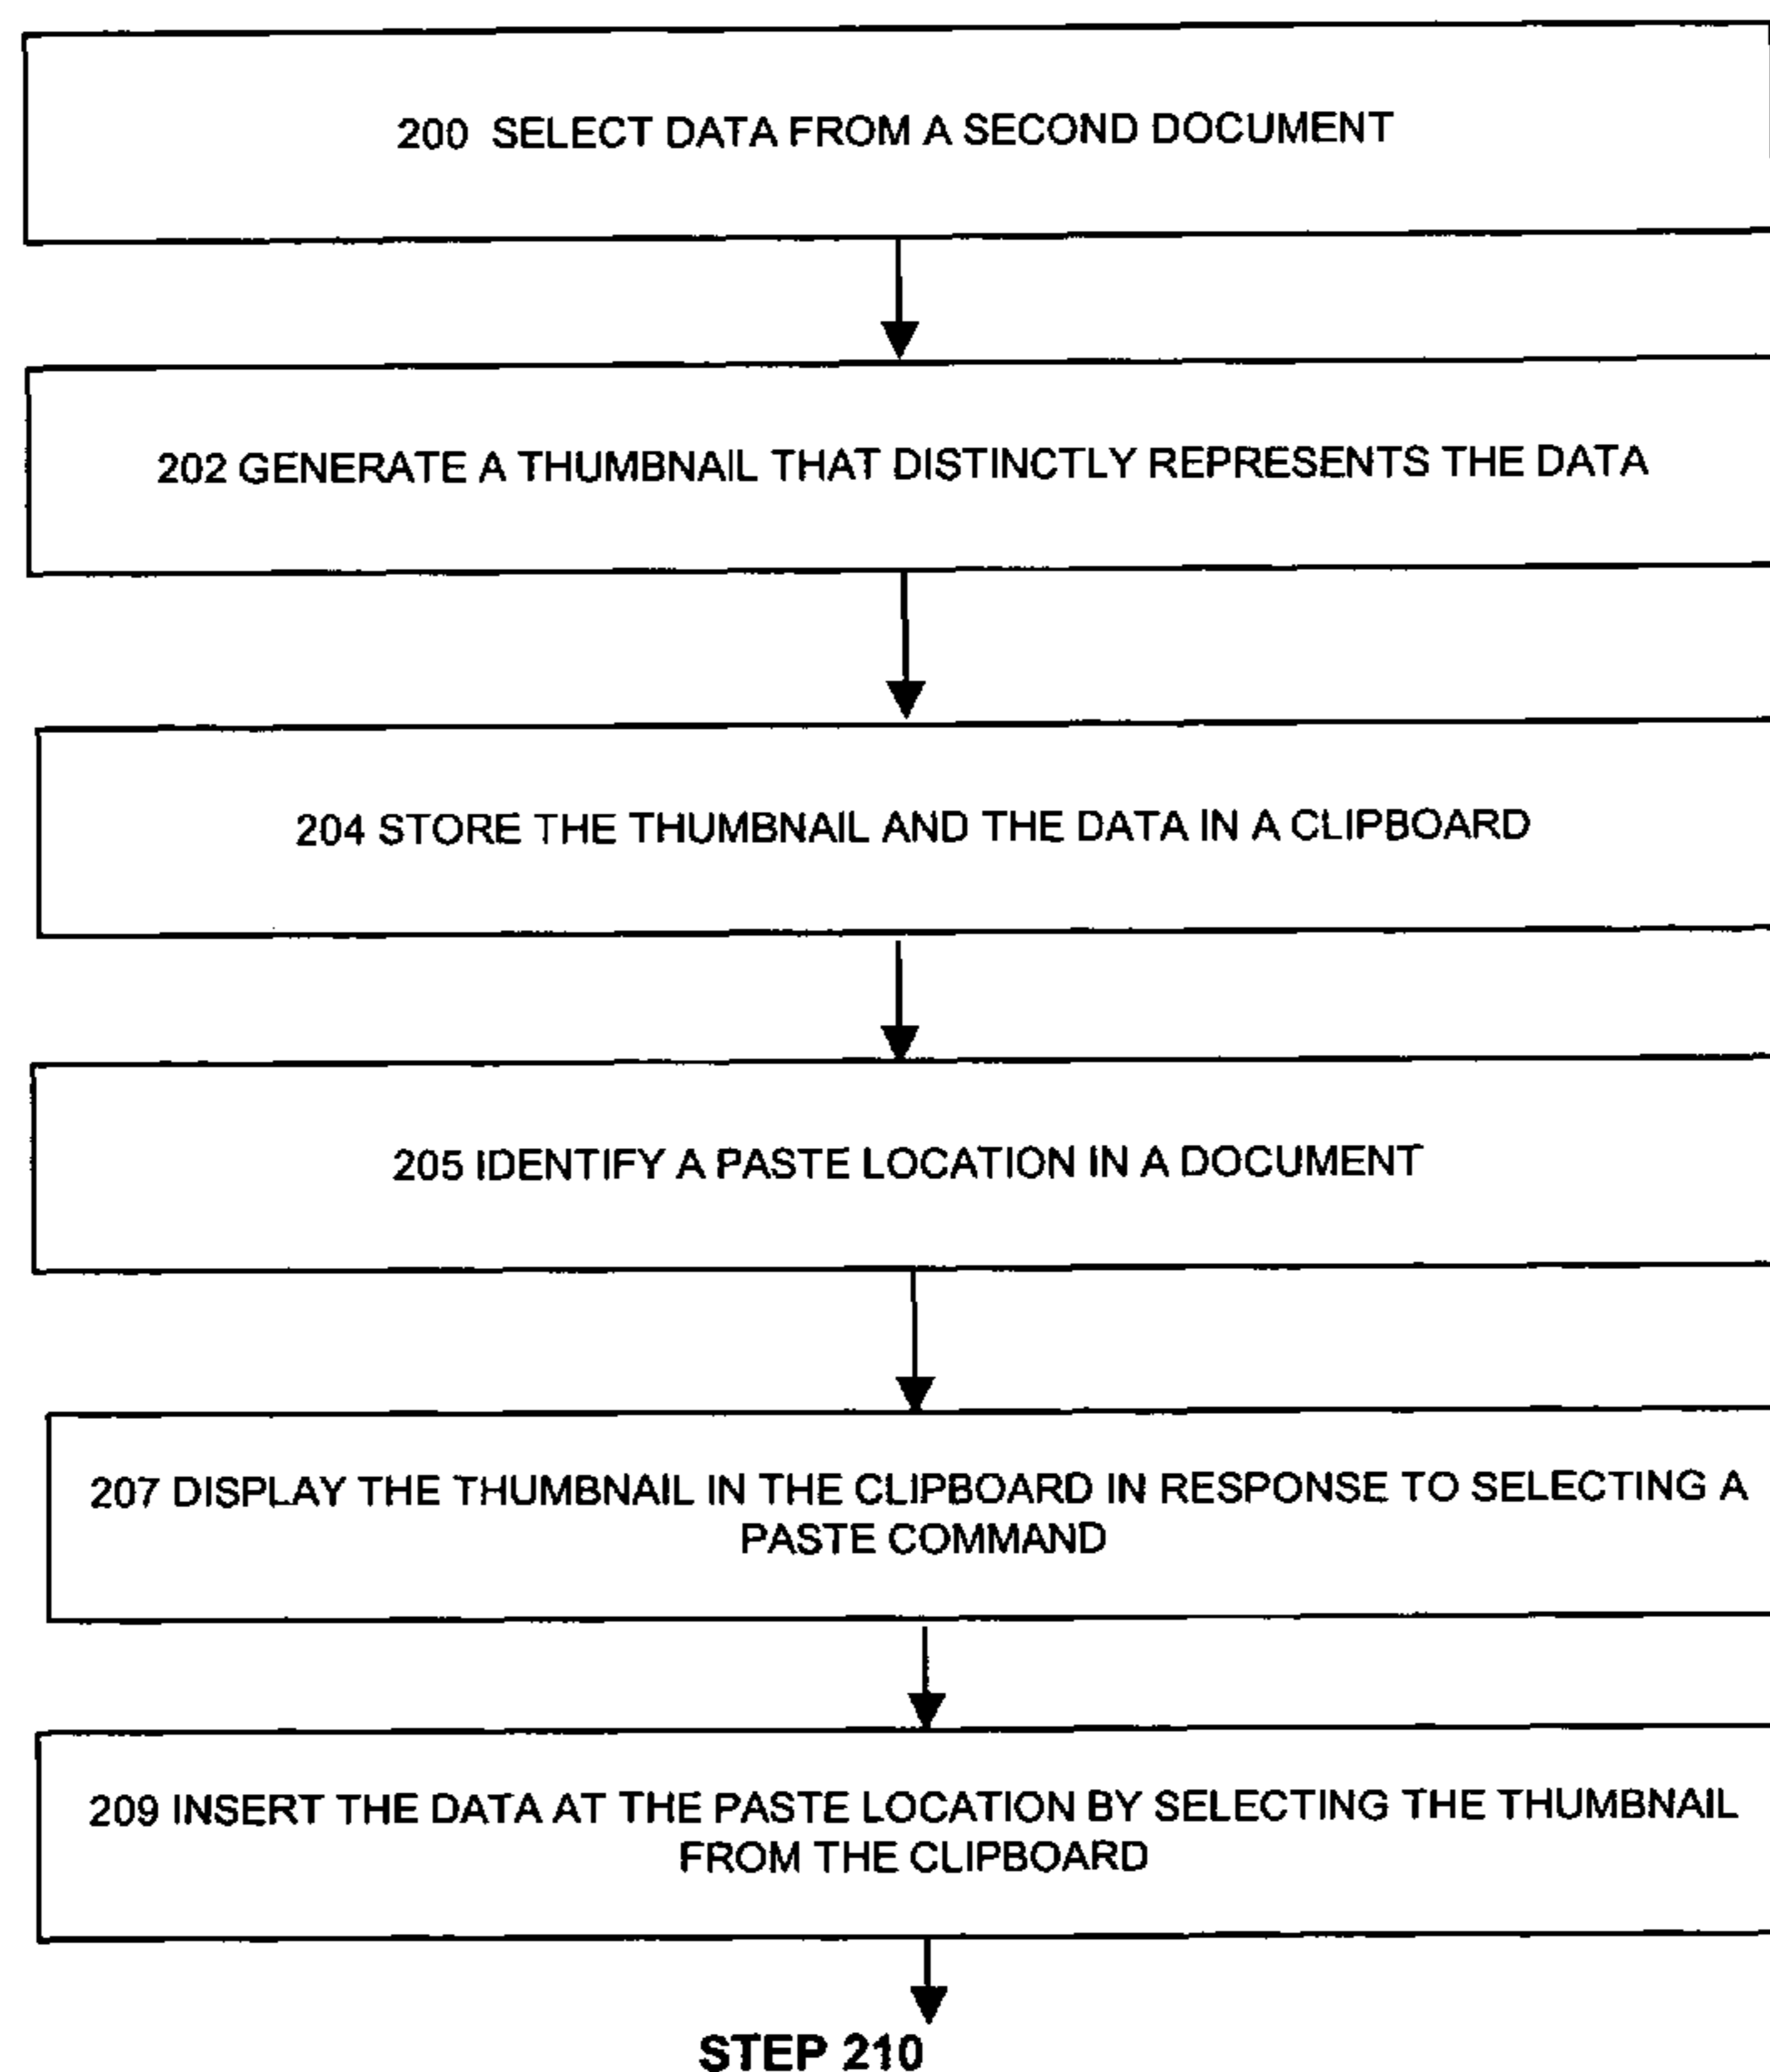 200 SELECT DATA FROM A SECOND DOCUMENT
202 GENERATE A THUMBNAIL THAT DISTINCTLY REPRESENTS THE DATA
204 STORE THE THUMBNAIL AND THE DATA IN A CLIPBOARD
205 IDENTIFY A PASTE LOCATION IN A DOCUMENT
207 DISPLAY THE THUMBNAIL IN THE CLIPBOARD IN RESPONSE TO SELECTING A
PASTE COMMAND
209 INSERT THE DATA AT THE PASTE LOCATION BY SELECTING THE THUMBNAIL
FROM THE CLIPBOARD
STEP 210